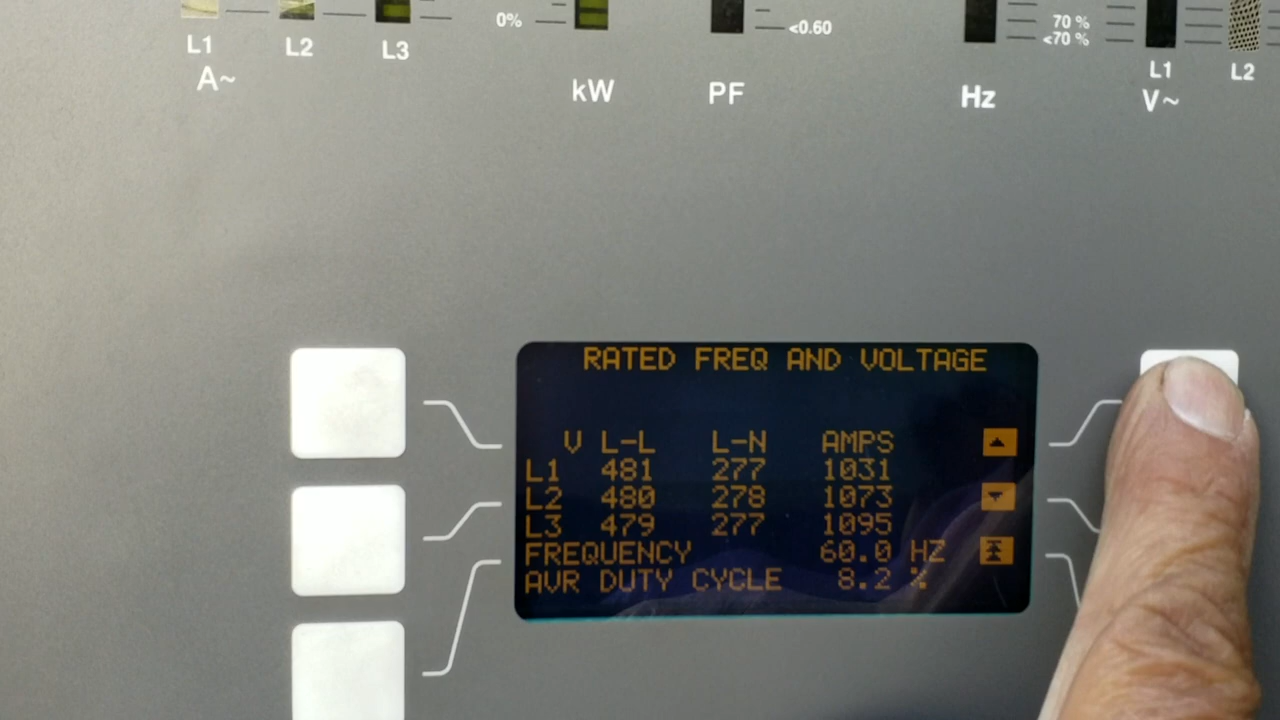 0%
<0.60
70 %
<70 %
L1
L2
L3
L1
L2
A~
kW
PF
Hz
V~
RATED FREQ AND VOLTAGE
V L-L L-N AMPS
L1 481 277 1031
L2 480 278 1073
L3 479 277 1095
FREQUENCY 60.0 HZ
AVR DUTY CYCLE 8.2 %